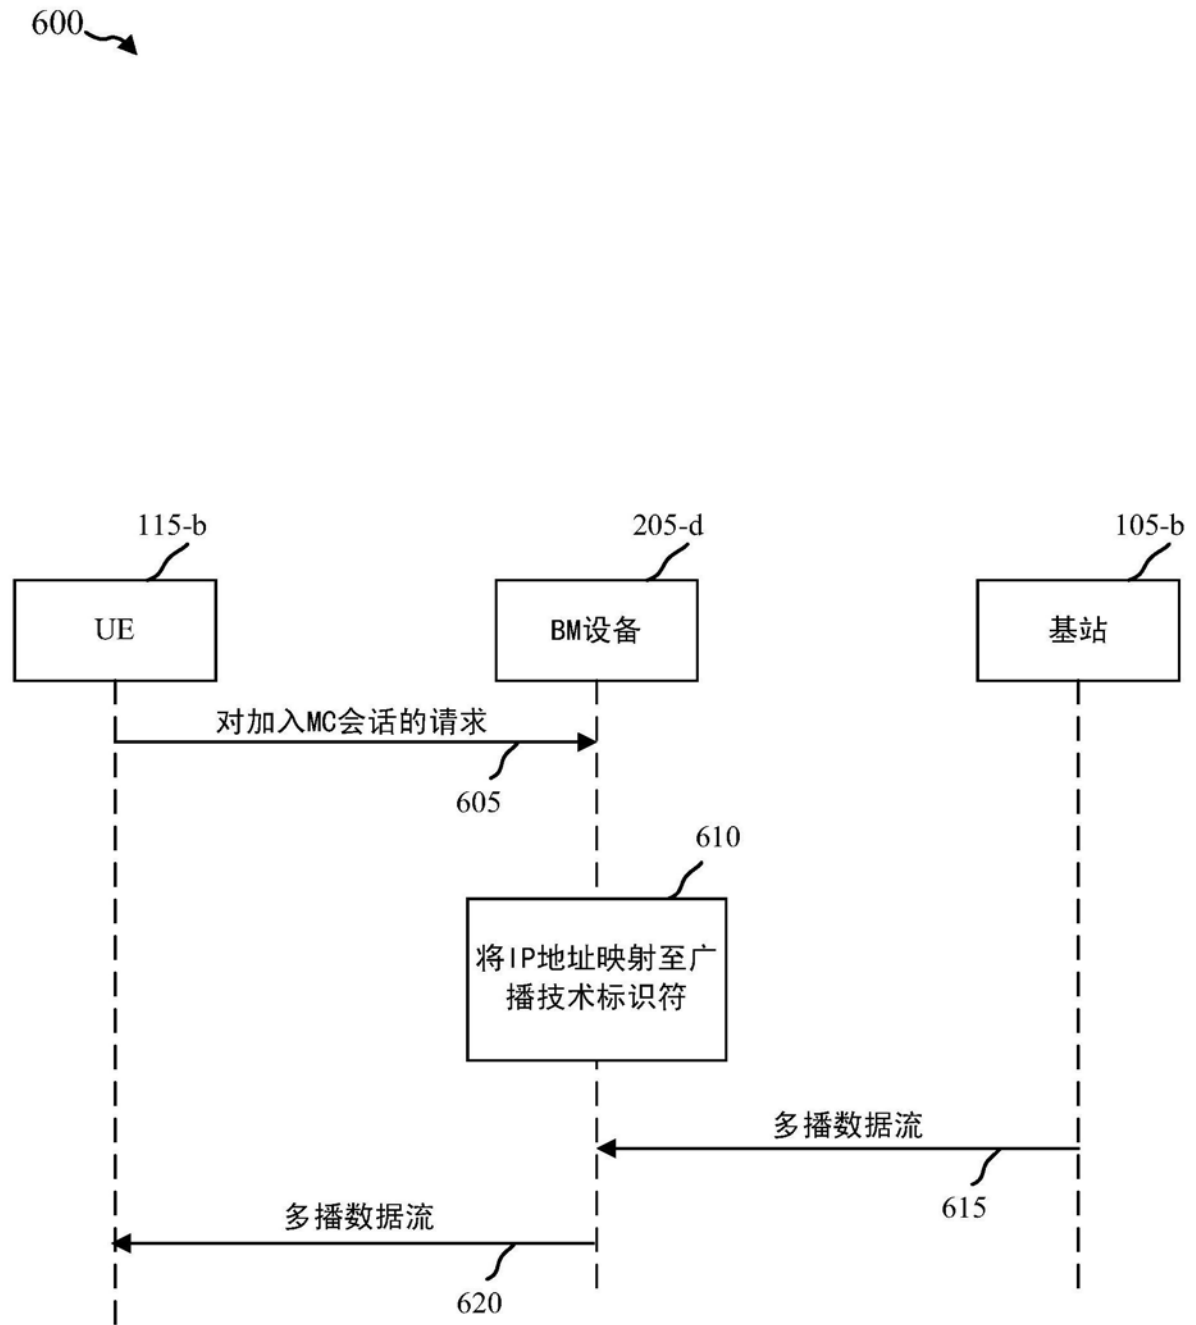 600
115-b
205-d
105-b
UE
BM设备
基站
对加入MC会话的请求
605
610
将IP地址映射至广
播技术标识符
多播数据流
615
多播数据流
620